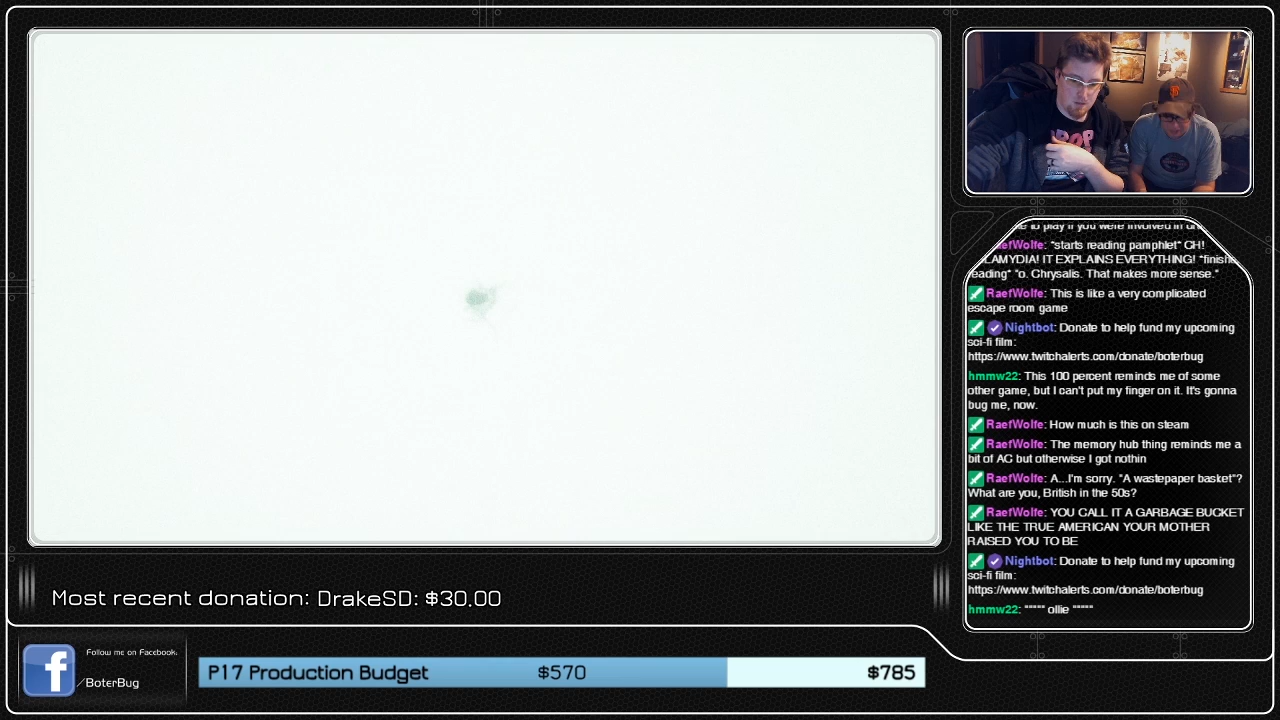 RaefWolfe: *starts reading pamphlet* CH!
LAMYDIA! IT EXPLAINS EVERYTHING! *finish
eading* "o. Chrysalis. That makes more sense."
RaefWolfe: This is like a very complicated
escape room game
Nightbot: Donate to help fund my upcoming
sci-fi film:
https://www.twitchalerts.com/donate/boterbug
hmmw22: This 100 percent reminds me of some
other game, but I can't put my finger on it. It's gonna
bug me, now.
RaefWolfe: How much is this on steam
RaefWolfe: The memory hub thing reminds me a
bit of AC but otherwise I got nothin
RaefWolfe: A...I'm sorry. "A wastepaper basket"?
What are you, British in the 50s?
RaefWolfe: YOU CALL IT A GARBAGE BUCKET
LIKE THE TRUE AMERICAN YOUR MOTHER
RAISED YOU TO BE
Nightbot: Donate to help fund my upcoming
sci-fi film:
https://www.twitchalerts.com/donate/boterbug
hmmw22: ***** ollie *****
Most recent donation: DrakeSD: $30.00
Follow me on Facebook.
/BoterBug
P17 Production Budget $570 $785